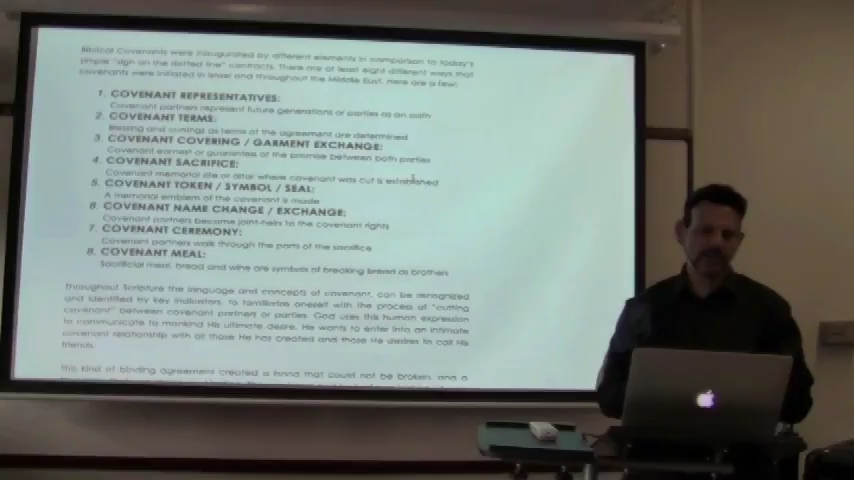 Biblical Covenants were inaugurated by different elements in comparison to today's
simple "sign on the dotted line" contracts. There are at least eight different ways that
covenants were initiated in Israel and throughout the Middle East. Here are a few:
1. COVENANT REPRESENTATIVES:
Covenant partners represent future generations or parties as an oath
2. COVENANT TERMS:
Blessing and cursings as terms of the agreement are determined
3. COVENANT COVERING / GARMENT EXCHANGE:
Covenant earnest or guarantee of the promise between both parties
4. COVENANT SACRIFICE:
Covenant memorial site or altar where covenant was cut is established
5. COVENANT TOKEN / SYMBOL / SEAL:
A memorial emblem of the covenant is made
6. COVENANT NAME CHANGE / EXCHANGE:
Covenant partners become joint-heirs to the covenant rights
7. COVENANT CEREMONY:
Covenant partners walk through the parts of the sacrifice
8. COVENANT MEAL:
Sacrificial meat, bread and wine are symbols of breaking bread as brothers
Throughout Scripture the language and concepts of covenant, can be recognized
and identified by key indicators, to familiarize oneself with the process of "cutting
covenant" between covenant partners or parties. God uses this human expression
to communicate to mankind His ultimate desire. He wants to enter into an intimate
covenant relationship with all those He has created and those He desires to call His
friends.
This kind of binding agreement created a bond that could not be broken, and a